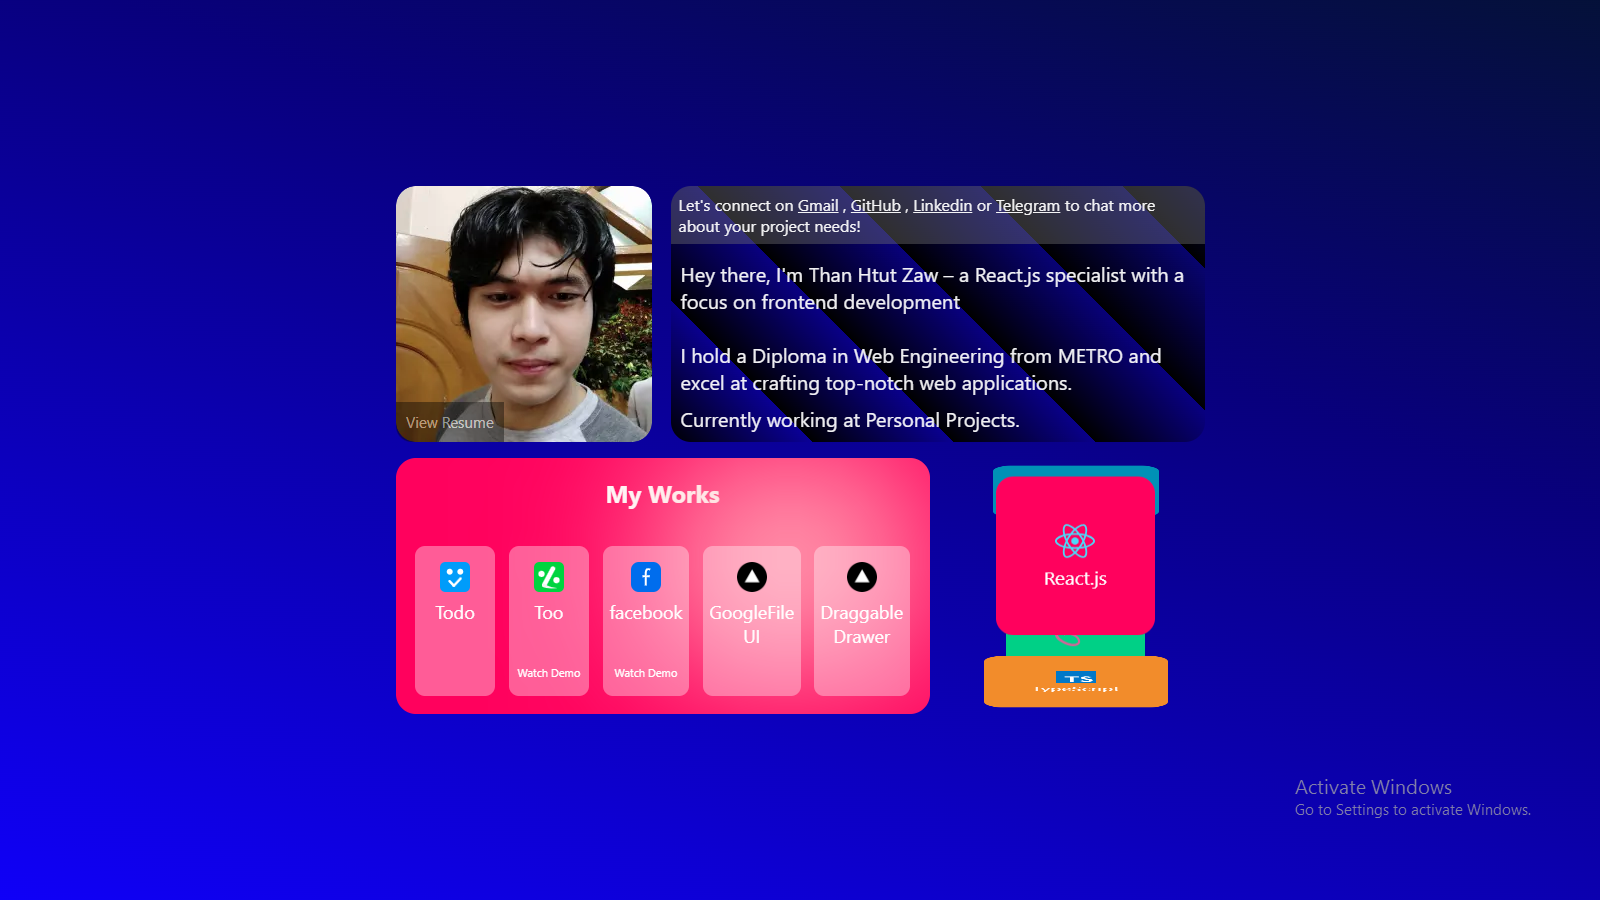 Let's connect on Gmail , GitHub , Linkedin or Telegram to chat more
about your project needs!
Hey there, I'm Than Htut Zaw – a React.js specialist with a
focus on frontend development
I hold a Diploma in Web Engineering from METRO and
excel at crafting top-notch web applications.
Currently working at Personal Projects.
View Resume
My Works
Todo
Too
Watch Demo
facebook
Watch Demo
GoogleFile
UI
Draggable
Drawer
React.js
TS
TypeScript
Activate Windows
Go to Settings to activate Windows.